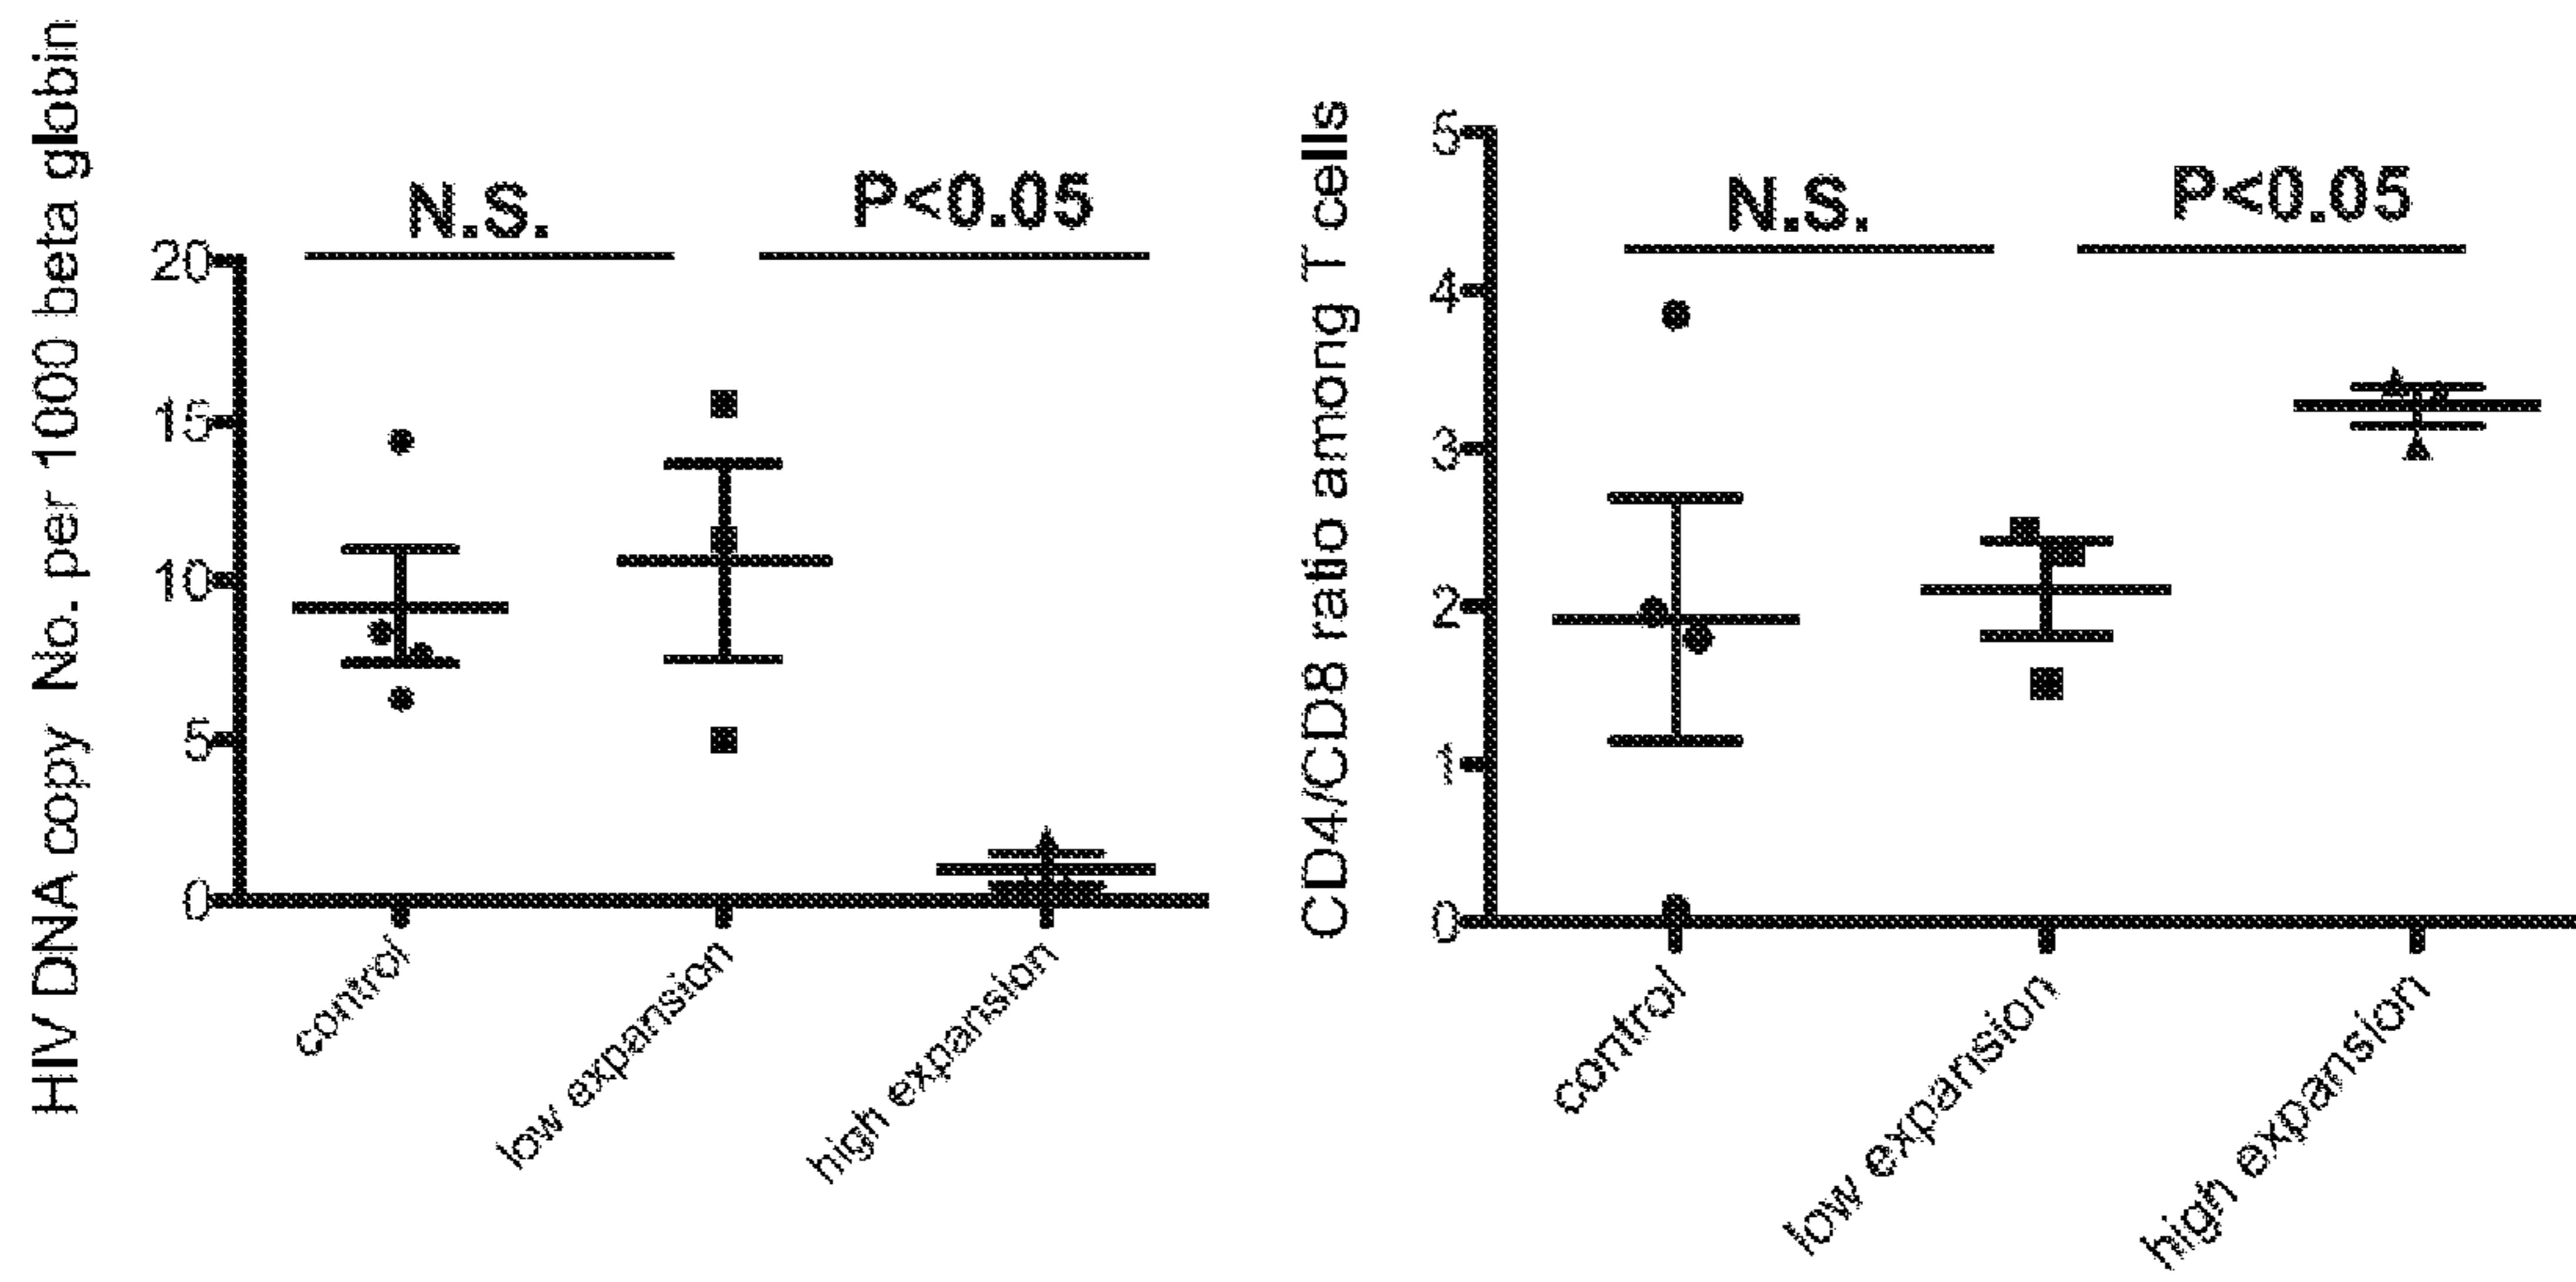 HIV DNA copy No. per 1000 beta globin
N.S.
P<0.05
20
15
10
5
0
control
low expansion
high expansion
CD4/CD8 ratio among T cells
N.S.
P<0.05
5
4
3
2
1
0
control
low expansion
high expansion